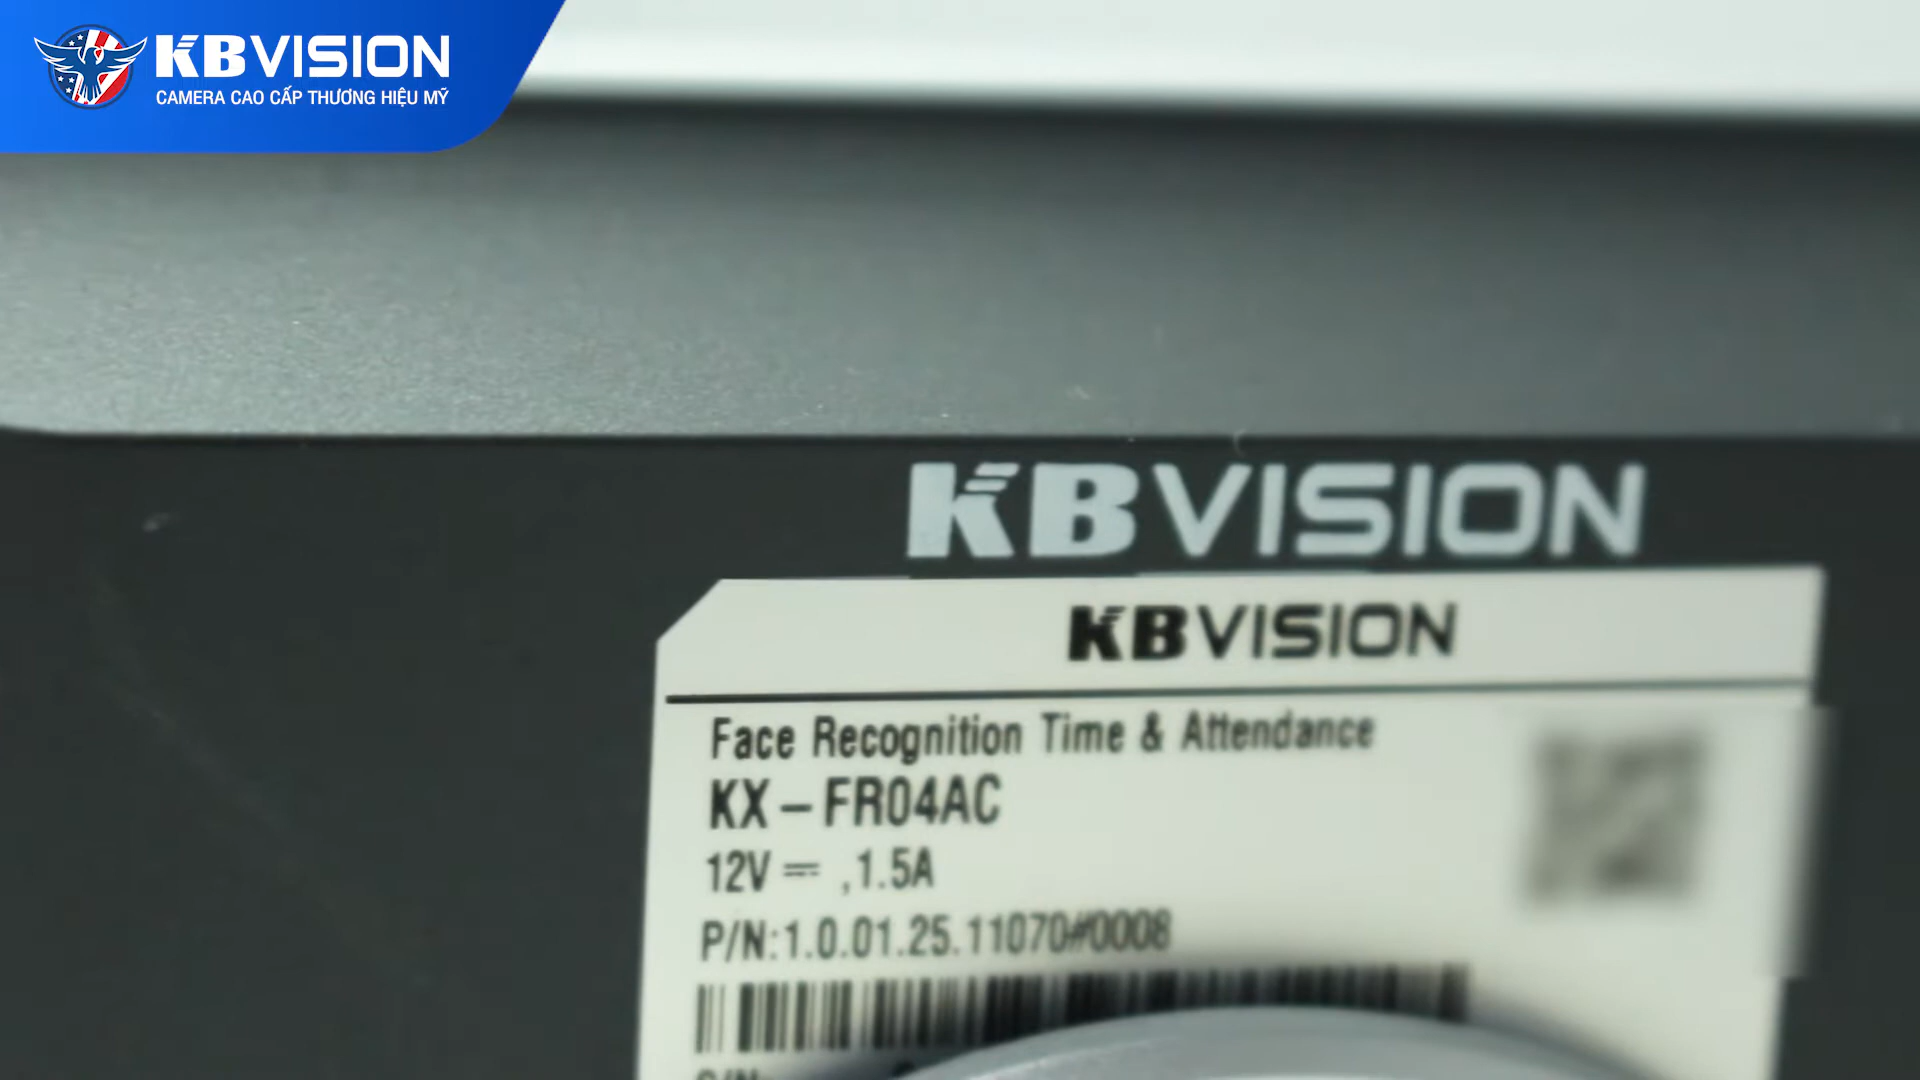 KBVISION
CAMERA CAO CẤP THƯƠNG HIỆU MỸ
KBVISION
KBVISION
Face Recognition Time & Attendance
KX-FR04AC
12V⎓,1.5A
P/N:1.0.01.25.11070#0008
S/N: